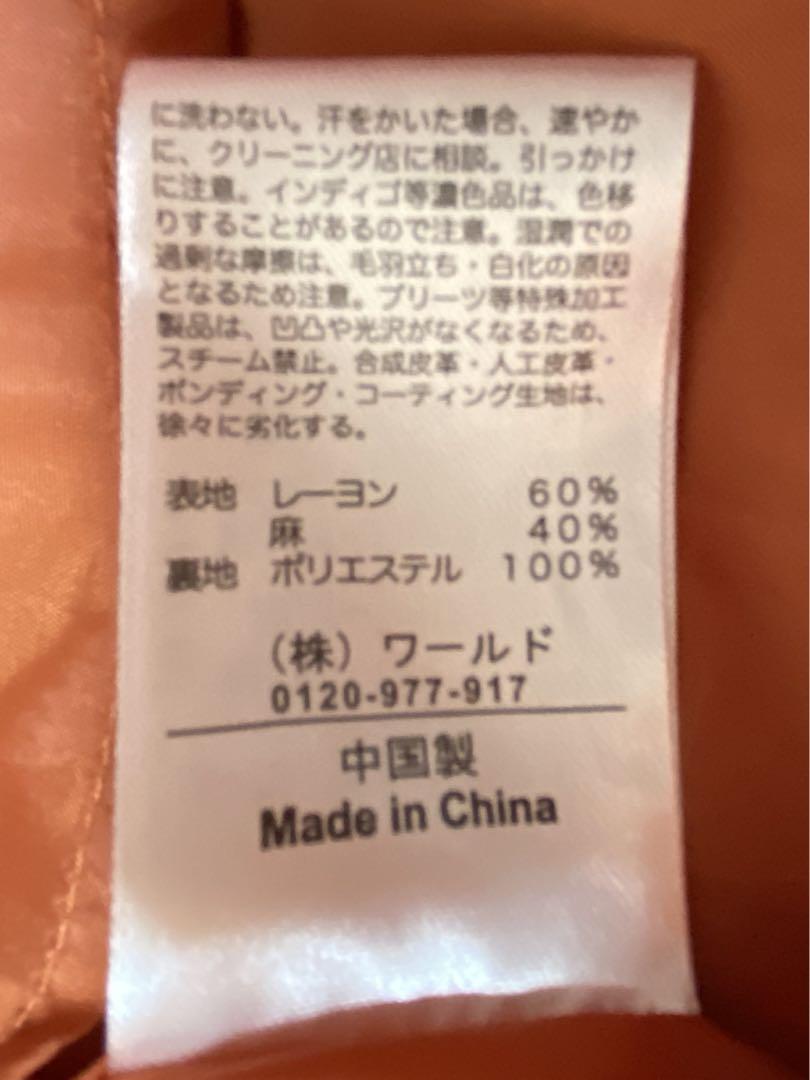 に洗わない。汗をかいた場合、速やか
に、クリーニング店に相談。引っかけ
に注意。インディゴ等濃色品は、色移
りすることがあるので注意。湿潤での
過剰な摩擦は、毛羽立ち・白化の原因
となるため注意。プリーツ等特殊加工
製品は、凹凸や光沢がなくなるため、
スチーム禁止。合成皮革・人工皮革・
ボンディング・コーティング生地は、
徐々に劣化する。
表地 レーヨン 60%
麻 40%
裏地 ポリエステル 100%
(株)ワールド
0120-977-917
中国製
Made in China